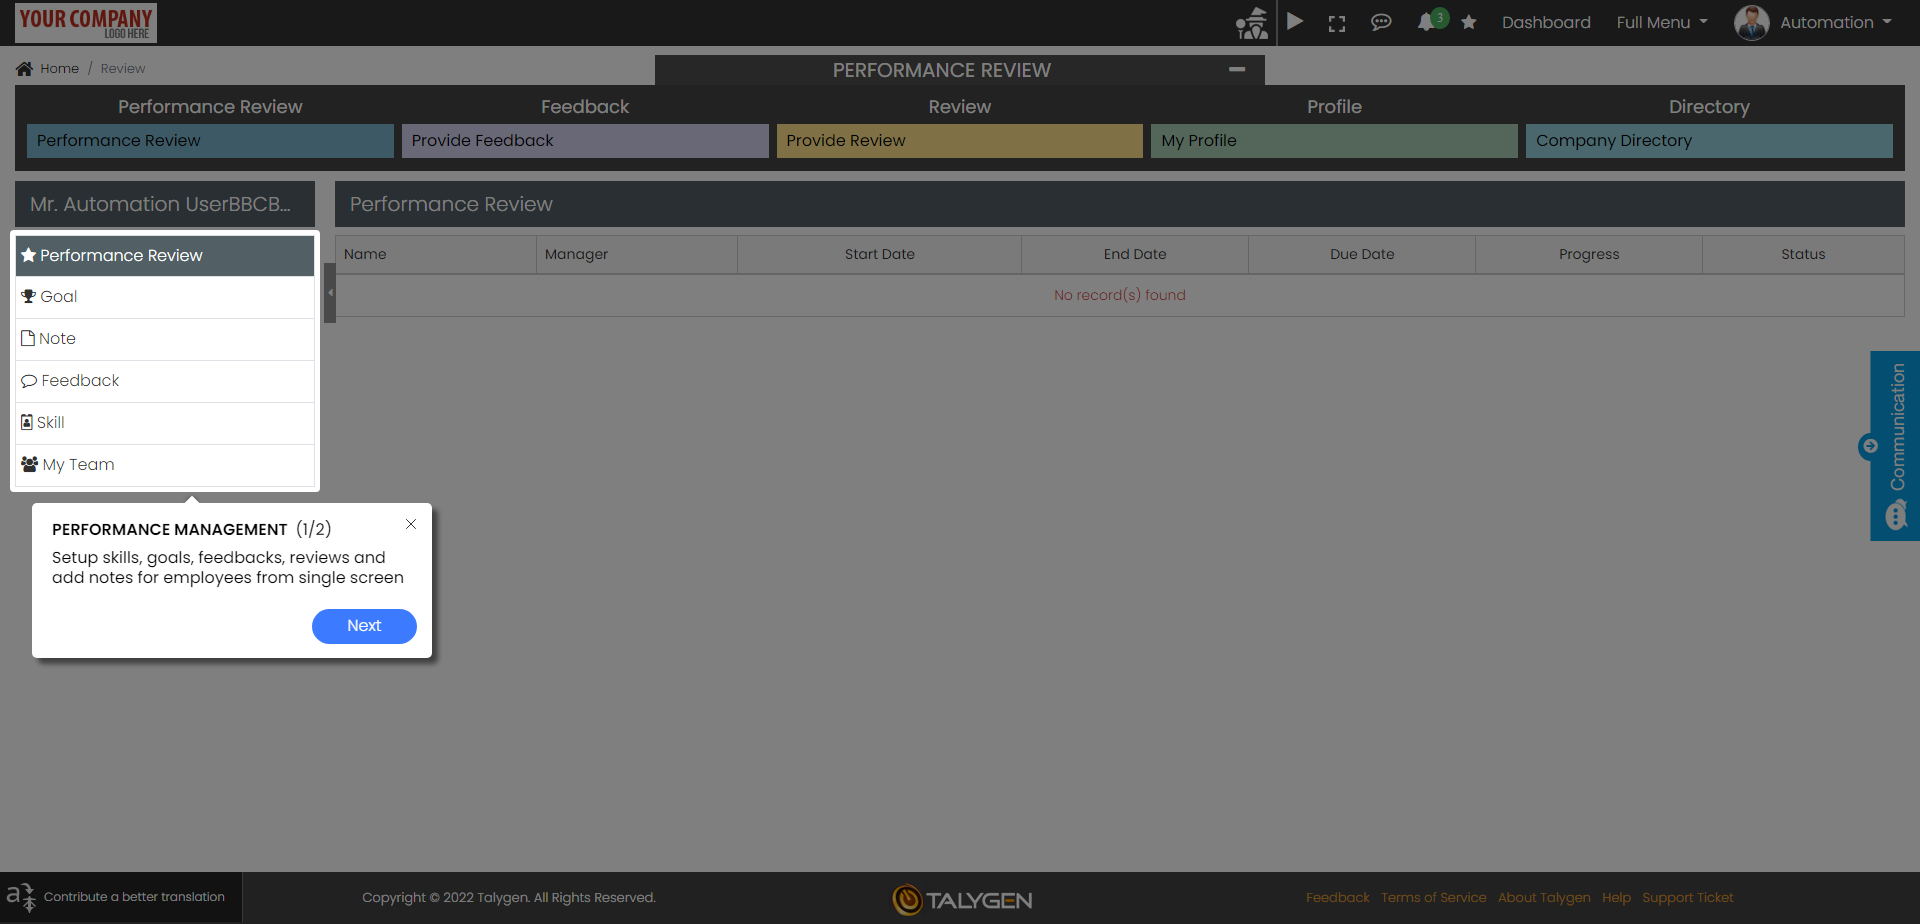 YOUR COMPANY
LOGO HERE
3
Dashboard
Full Menu
Automation
Home / Review
PERFORMANCE REVIEW
Performance Review
Feedback
Review
Profile
Directory
Performance Review
Provide Feedback
Provide Review
My Profile
Company Directory
Mr. Automation UserBBCB...
Performance Review
Performance Review
Goal
Note
Feedback
Skill
My Team
Name
Manager
Start Date
End Date
Due Date
Progress
Status
No record(s) found
Communication
PERFORMANCE MANAGEMENT (1/2)
Setup skills, goals, feedbacks, reviews and
add notes for employees from single screen
Next
Contribute a better translation
Copyright © 2022 Talygen. All Rights Reserved.
TALYGEN
Feedback
Terms of Service
About Talygen
Help
Support Ticket